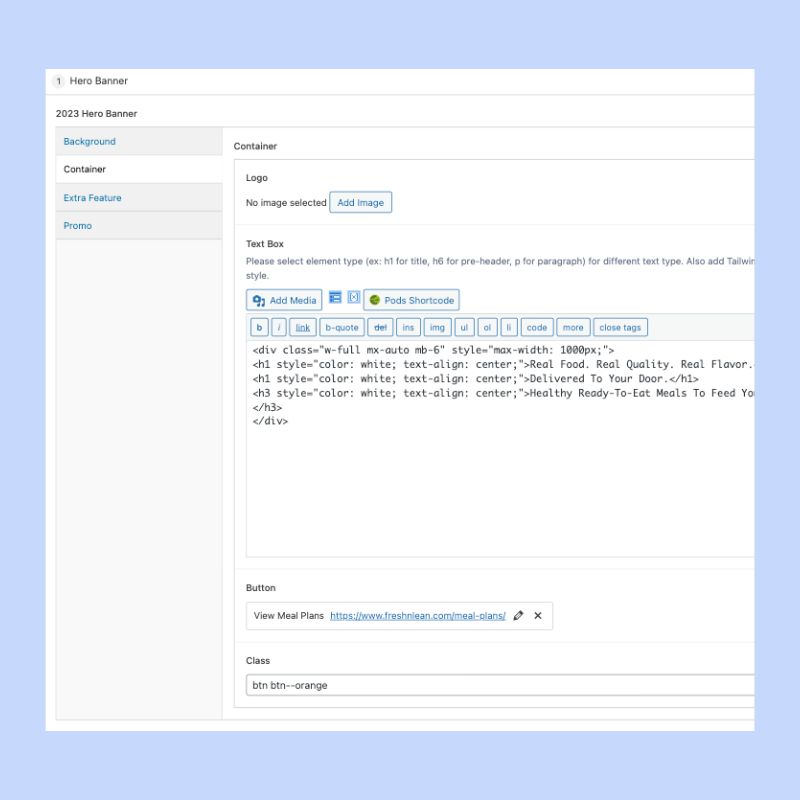 1 Hero Banner
2023 Hero Banner
Background
Container
Extra Feature
Promo
Container
Logo
No image selected Add Image
Text Box
Please select element type (ex: h1 for title, h6 for pre-header, p for paragraph) for different text type. Also add
style.
Add Media Pods Shortcode
b i link b-quote del ins img ul ol li code more close tags
<div class="w-full mx-auto mb-6" style="max-width: 1000px;">
<h1 style="color: white; text-align: center;">Real Food. Real Quality. Real Flavor.
<h1 style="color: white; text-align: center;">Delivered To Your Door.</h1>
<h3 style="color: white; text-align: center;">Healthy Ready-To-Eat Meals To Feed
</h3>
</div>
Button
View Meal Plans https://www.freshnlean.com/meal-plans/
Class
btn btn--orange